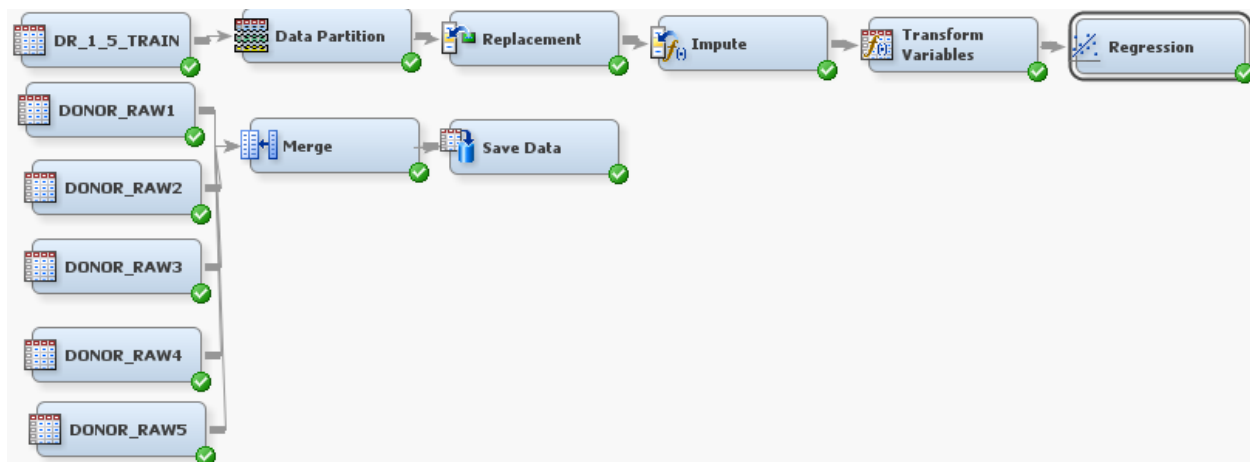 DR_1_5_TRAIN
Data Partition
Replacement
Impute
Transform
Variables
Regression
DONOR_RAW1
Merge
Save Data
DONOR_RAW2
DONOR_RAW3
DONOR_RAW4
DONOR_RAW5